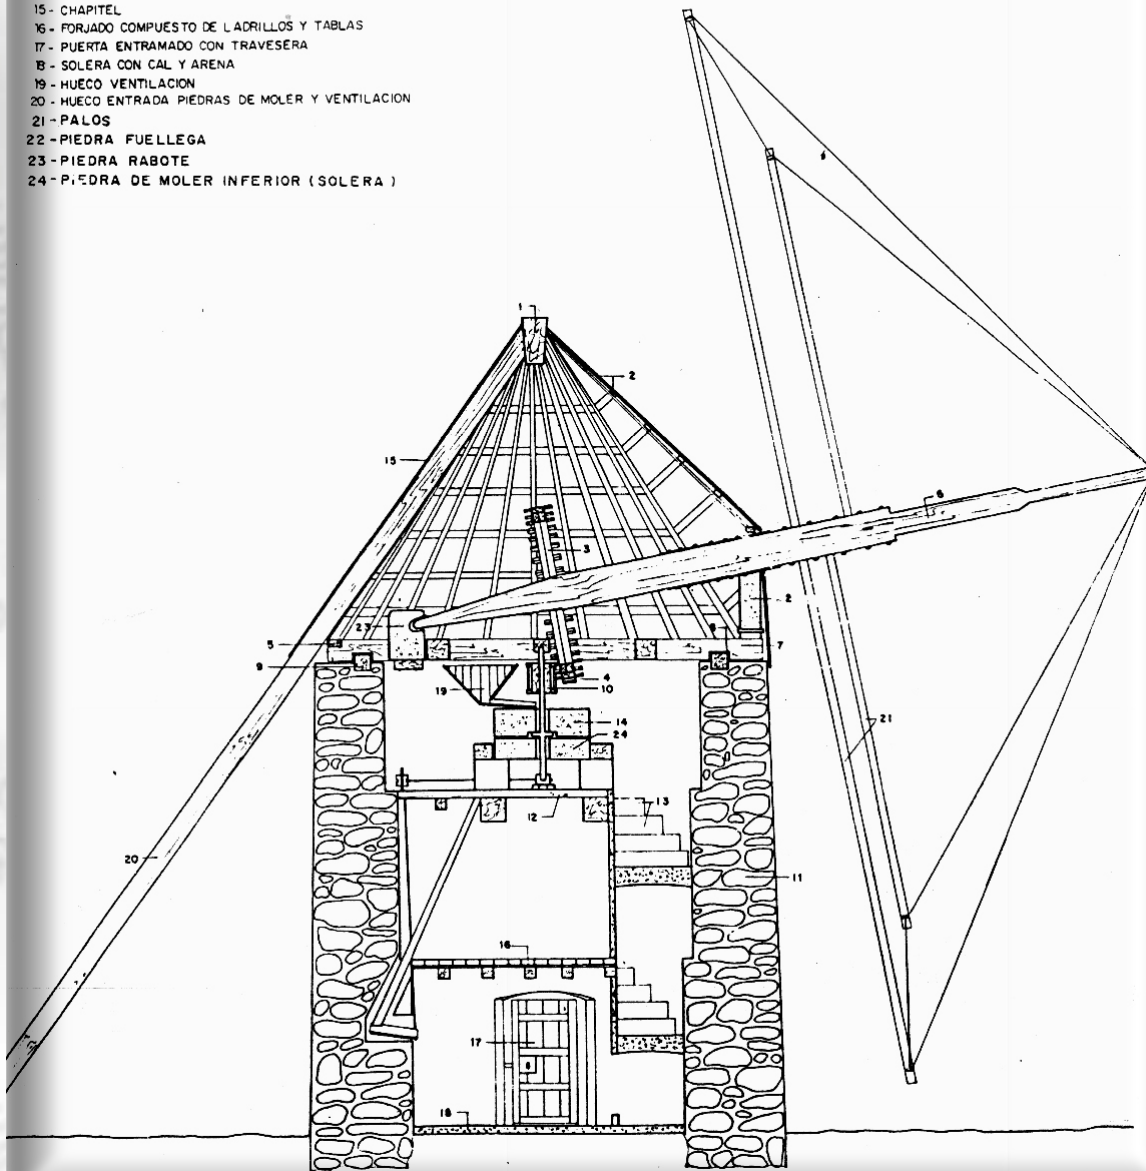 15- CHAPITEL
16- FORJADO COMPUESTO DE LADRILLOS Y TABLAS
17- PUERTA ENTRAMADO CON TRAVESERA
18- SOLERA CON CAL Y ARENA
19- HUECO VENTILACION
20- HUECO ENTRADA PIEDRAS DE MOLER Y VENTILACION
21-PALOS
22-PIEDRA FUELLEGA
23-PIEDRA RABOTE
24-PIEDRA DE MOLER INFERIOR (SOLERA)
1
2
15
6
3
2
23
5
6
7
9
4
19
10
14
24
21
12
13
20
11
16
17
18